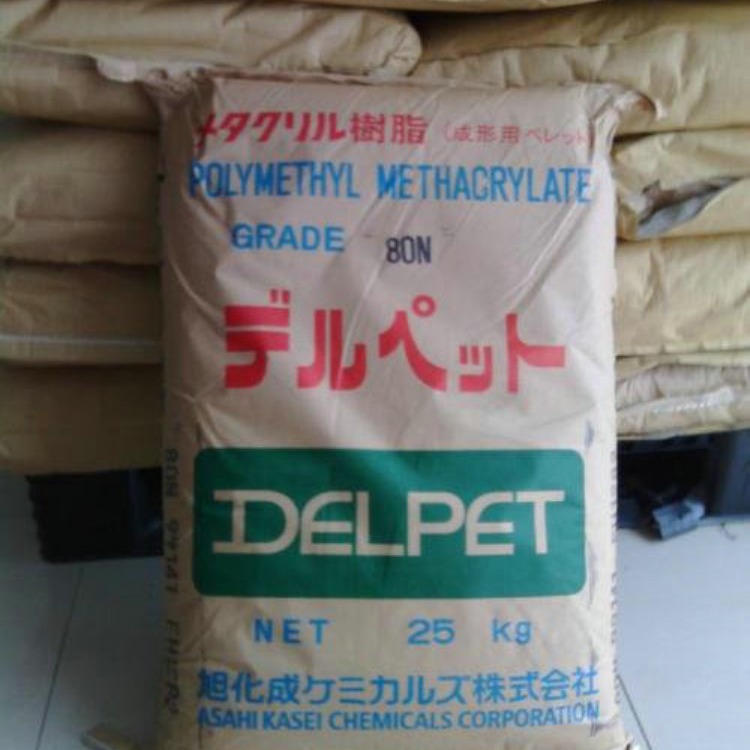 メタクリル樹脂 (成形用ペレット)
POLYMETHYL METHACRYLATE
GRADE 80N
デルペット
DELPET
NET 25 kg
旭化成ケミカルズ株式会社
ASAHI KASEI CHEMICALS CORPORATION
80N